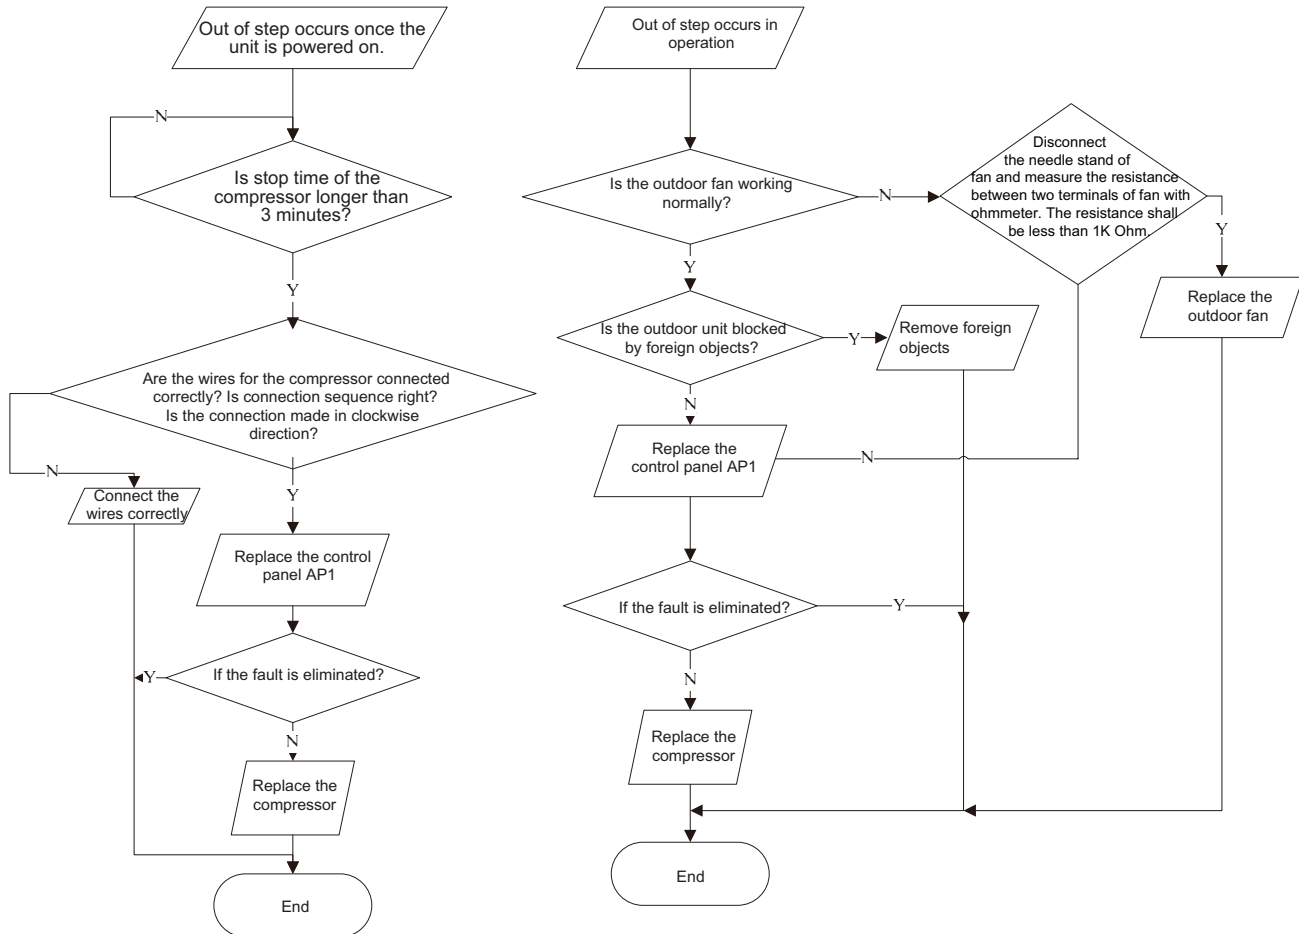 Out of step occurs once the
unit is powered on.
N
Is stop time of the
compressor longer than
3 minutes?
Y
Are the wires for the compressor connected
correctly? Is connection sequence right?
Is the connection made in clockwise
direction?
N
Connect the
wires correctly
Y
Replace the control
panel AP1
If the fault is eliminated?
Y
N
Replace the
compressor
End
Out of step occurs in
operation
Is the outdoor fan working
normally?
N
Disconnect
the needle stand of
fan and measure the resistance
between two terminals of fan with
ohmmeter. The resistance shall
be less than 1K Ohm.
Y
Replace the
outdoor fan
Y
Is the outdoor unit blocked
by foreign objects?
Y
Remove foreign
objects
N
Replace the
control panel AP1
N
If the fault is eliminated?
Y
N
Replace the
compressor
End